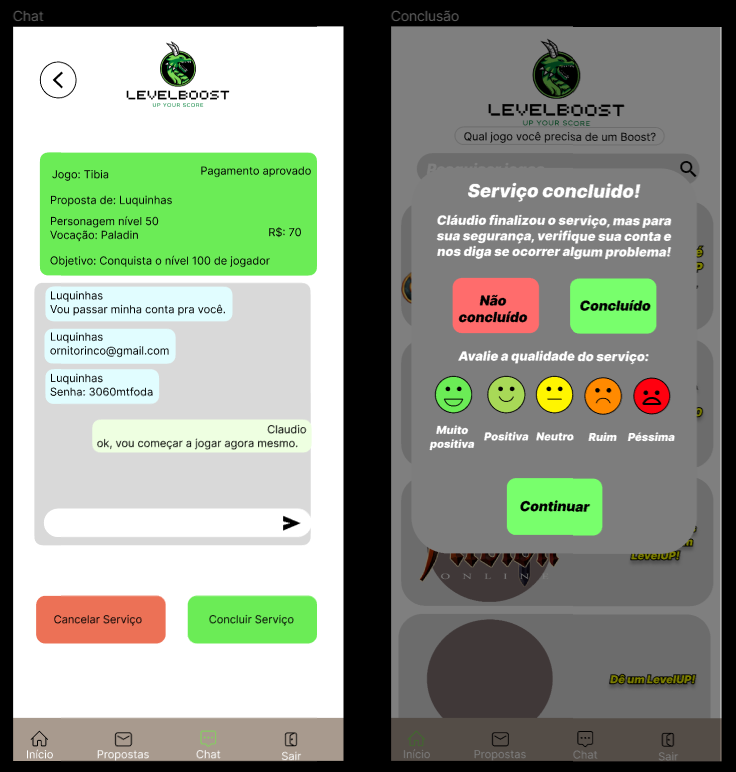 Chat
LEVELBOOST
UP YOUR SCORE
Jogo: Tibia
Pagamento aprovado
Proposta de: Luquinhas
Personagem nível 50
Vocação: Paladin
R$: 70
Objetivo: Conquista o nível 100 de jogador
Luquinhas
Vou passar minha conta pra você.
Luquinhas
ornitorinco@gmail.com
Luquinhas
Senha: 3060mtfoda
Claudio
ok, vou começar a jogar agora mesmo.
Cancelar Serviço
Concluir Serviço
Início
Propostas
Chat
Sair
Conclusão
LEVELBOOST
UP YOUR SCORE
Qual jogo você precisa de um Boost?
Serviço concluido!
Cláudio finalizou o serviço, mas para
sua segurança, verifique sua conta e
nos diga se ocorrer algum problema!
Não
concluído
Concluído
Avalie a qualidade do serviço:
Muito
positiva
Positiva
Neutro
Ruim
Péssima
Continuar
LevelUP!
ONLINE
Dê um LevelUP!
Início
Propostas
Chat
Sair